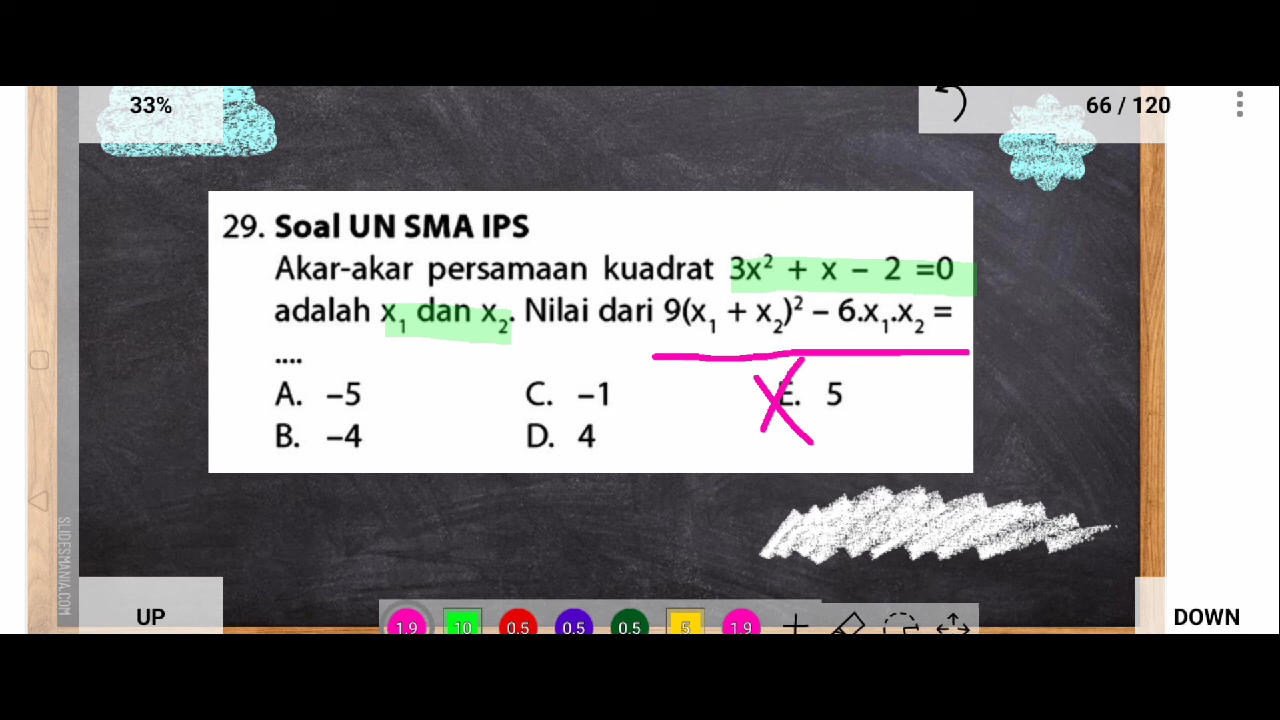 33%
66 / 120
29. Soal UN SMA IPS
Akar-akar persamaan kuadrat 3x² + x – 2 =0
adalah x₁ dan x₂. Nilai dari 9(x₁ + x₂)² – 6.x₁.x₂ =
....
A. –5 C. –1 E. 5
B. –4 D. 4
SLIDESMANIA.COM
UP
DOWN
1.9 10 0.5 0.5 0.5 5 1.9